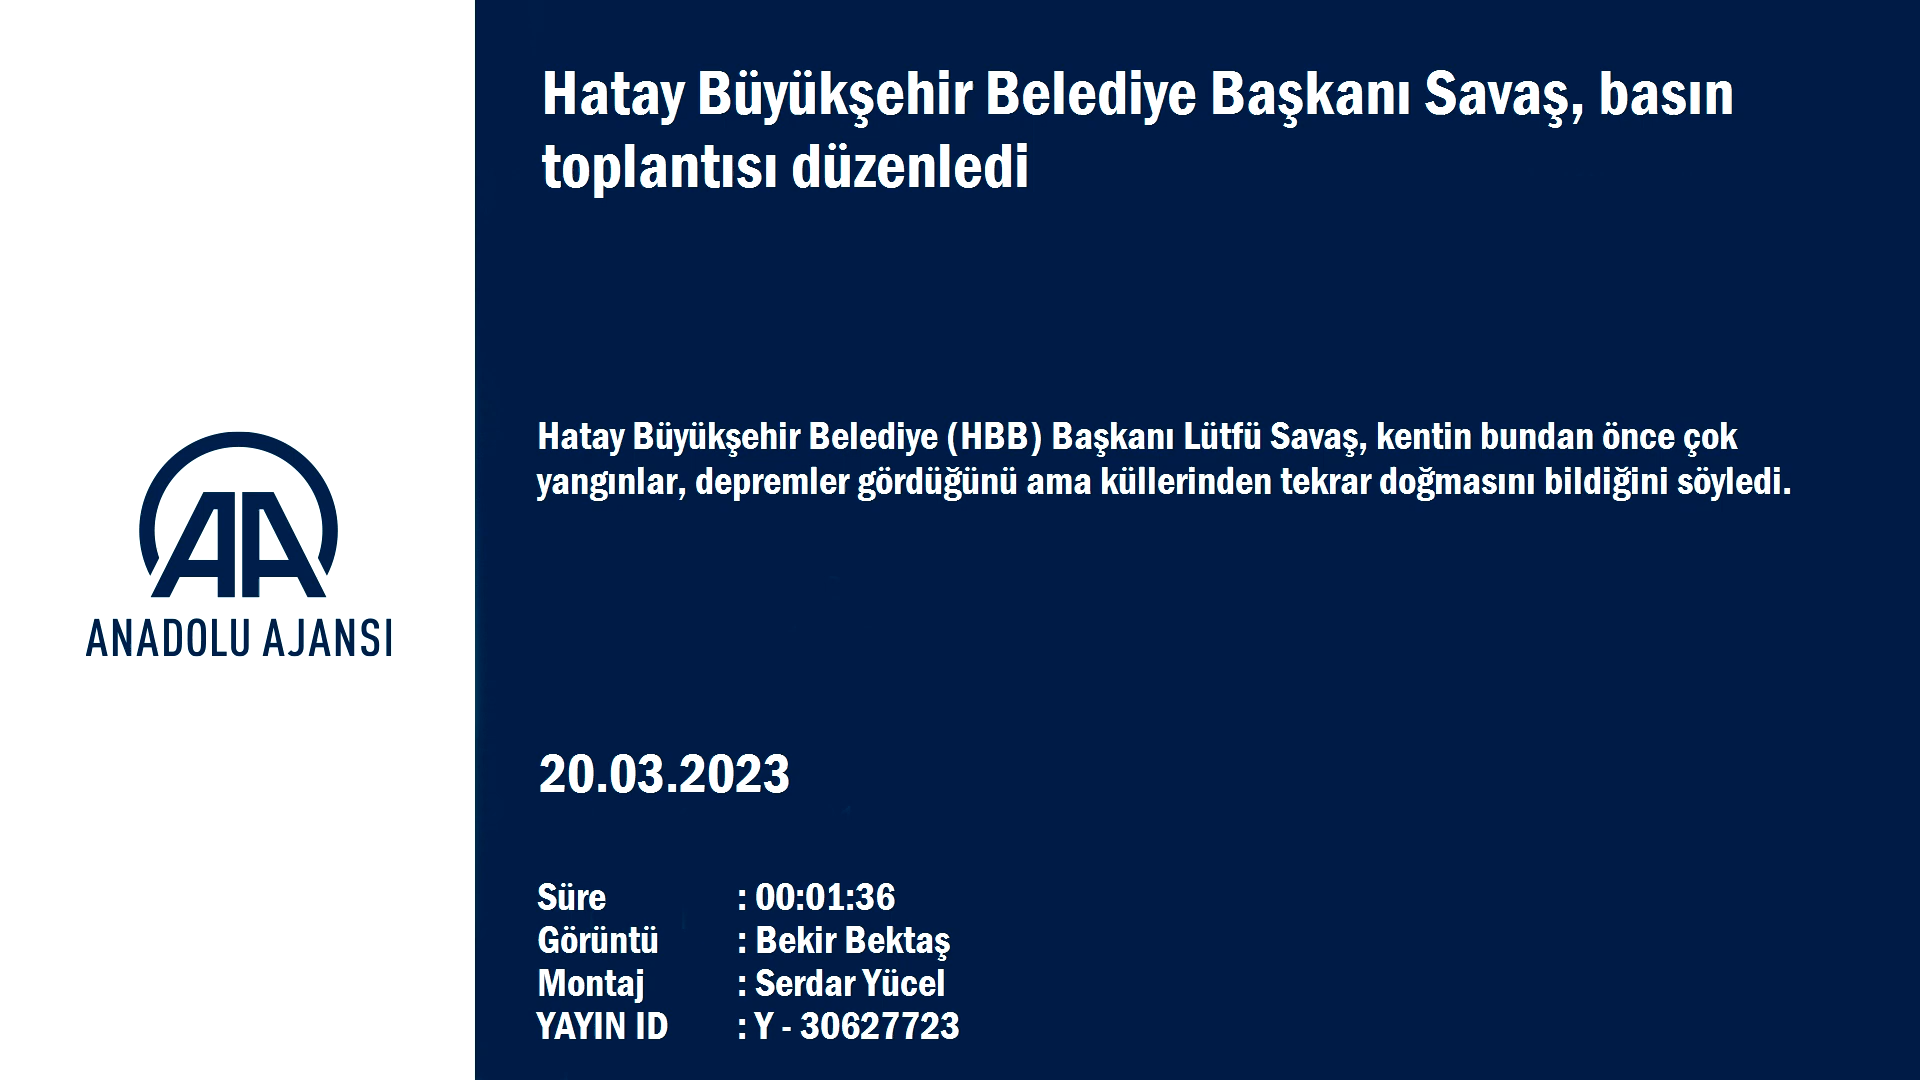 Hatay Büyükşehir Belediye Başkanı Savaş, basın
toplantısı düzenledi
Hatay Büyükşehir Belediye (HBB) Başkanı Lütfü Savaş, kentin bundan önce çok
yangınlar, depremler gördüğünü ama küllerinden tekrar doğmasını bildiğini söyledi.
AA
ANADOLU AJANSI
20.03.2023
Süre : 00:01:36
Görüntü : Bekir Bektaş
Montaj : Serdar Yücel
YAYIN ID : Y - 30627723